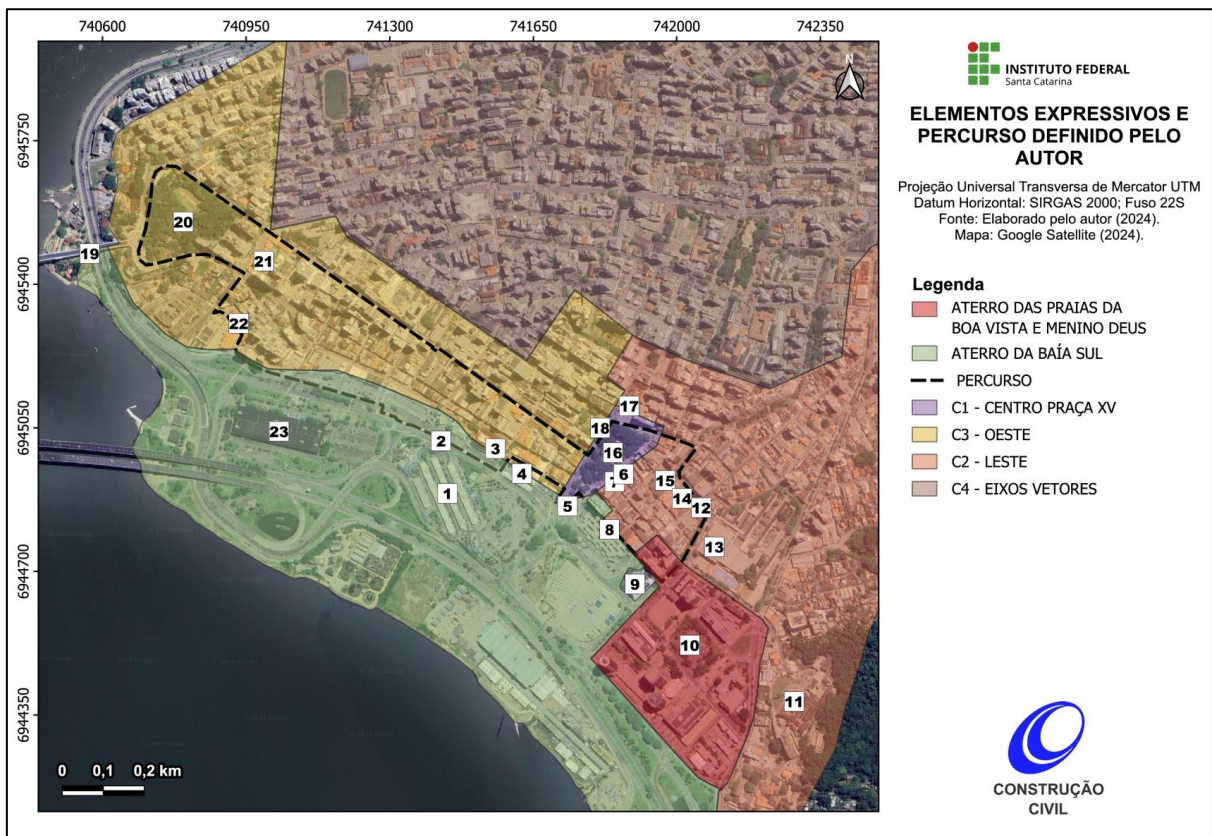 740600 740950 741300 741650 742000 742350
6945750
6945400
6945050
6944700
6944350
N
20
19
21
22
17
18
23
2
3
16
4
6
15
1
7
14
5
12
8
13
9
10
11
0 0,1 0,2 km
INSTITUTO FEDERAL
Santa Catarina
ELEMENTOS EXPRESSIVOS E
PERCURSO DEFINIDO PELO
AUTOR
Projeção Universal Transversa de Mercator UTM
Datum Horizontal: SIRGAS 2000; Fuso 22S
Fonte: Elaborado pelo autor (2024).
Mapa: Google Satellite (2024).
Legenda
ATERRO DAS PRAIAS DA
BOA VISTA E MENINO DEUS
ATERRO DA BAÍA SUL
PERCURSO
C1 - CENTRO PRAÇA XV
C3 - OESTE
C2 - LESTE
C4 - EIXOS VETORES
CONSTRUÇÃO
CIVIL